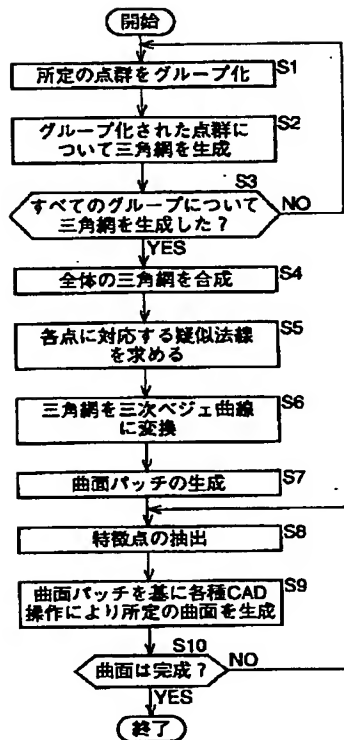 開始
所定の点群をグループ化
S1
グループ化された点群に
ついて三角網を生成
S2
S3
すべてのグループについて
三角網を生成した？
NO
YES
全体の三角網を合成
S4
各点に対応する疑似法線
を求める
S5
三角網を三次ベジェ曲線
に変換
S6
曲面パッチの生成
S7
特徴点の抽出
S8
曲面パッチを基に各種CAD
操作により所定の曲面を生成
S9
S10
曲面は完成？
NO
YES
終了